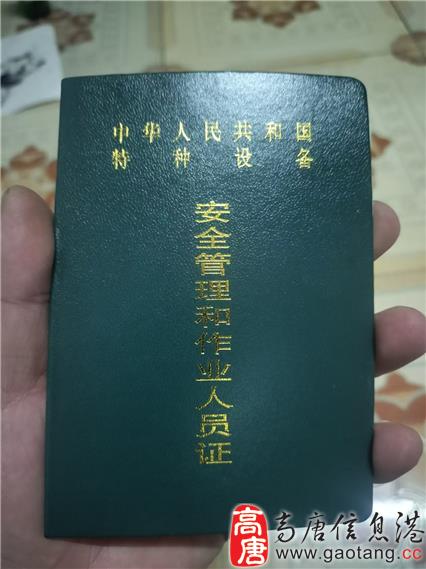 中华人民共和国
特种设备
安全管理和作业人员证
高唐
高唐信息港
www.gaotang.cc